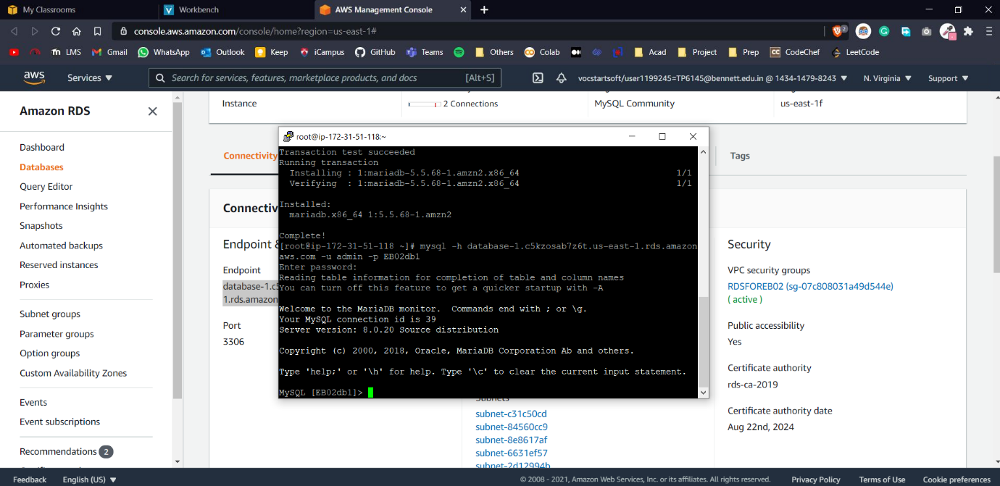 My Classrooms
Workbench
AWS Management Console
console.aws.amazon.com/console/home?region=us-east-1#
2
LMS
Gmail
WhatsApp
Outlook
Keep
iCampus
GitHub
Teams
Others
Colab
Acad
Project
Prep
CC CodeChef
LeetCode
aws
Services
Search for services, features, marketplace products, and docs [Alt+S]
vocstartsoft/user1199245=TP6145@bennett.edu.in @ 1434-1479-8243
N. Virginia
Support
Amazon RDS
Dashboard
Databases
Query Editor
Performance Insights
Snapshots
Automated backups
Reserved instances
Proxies
Subnet groups
Parameter groups
Option groups
Custom Availability Zones
Events
Event subscriptions
Recommendations 2
Instance
2 Connections
MySQL Community
us-east-1f
Connectivity
Tags
Connectiv
Endpoint &
Endpoint
database-1.c5
1.rds.amazon
Port
3306
root@ip-172-31-51-118:~
Transaction test succeeded
Running transaction
Installing : 1:mariadb-5.5.68-1.amzn2.x86_64 1/1
Verifying : 1:mariadb-5.5.68-1.amzn2.x86_64 1/1
Installed:
mariadb.x86_64 1:5.5.68-1.amzn2
Complete!
[root@ip-172-31-51-118 ~]# mysql -h database-1.c5kzosab7z6t.us-east-1.rds.amazon
aws.com -u admin -p EB02db1
Enter password:
Reading table information for completion of table and column names
You can turn off this feature to get a quicker startup with -A
Welcome to the MariaDB monitor. Commands end with ; or \g.
Your MySQL connection id is 39
Server version: 8.0.20 Source distribution
Copyright (c) 2000, 2018, Oracle, MariaDB Corporation Ab and others.
Type 'help;' or '\h' for help. Type '\c' to clear the current input statement.
MySQL [EB02db1]>
Subnets
subnet-c31c50cd
subnet-84560cc9
subnet-8e8617af
subnet-6631ef57
subnet-2d12994b
Security
VPC security groups
RDSFOREB02 (sg-07c808031a49d544e)
( active )
Public accessibility
Yes
Certificate authority
rds-ca-2019
Certificate authority date
Aug 22nd, 2024
Feedback
English (US)
© 2008 - 2021, Amazon Web Services, Inc. or its affiliates. All rights reserved.
Privacy Policy
Terms of Use
Cookie preferences